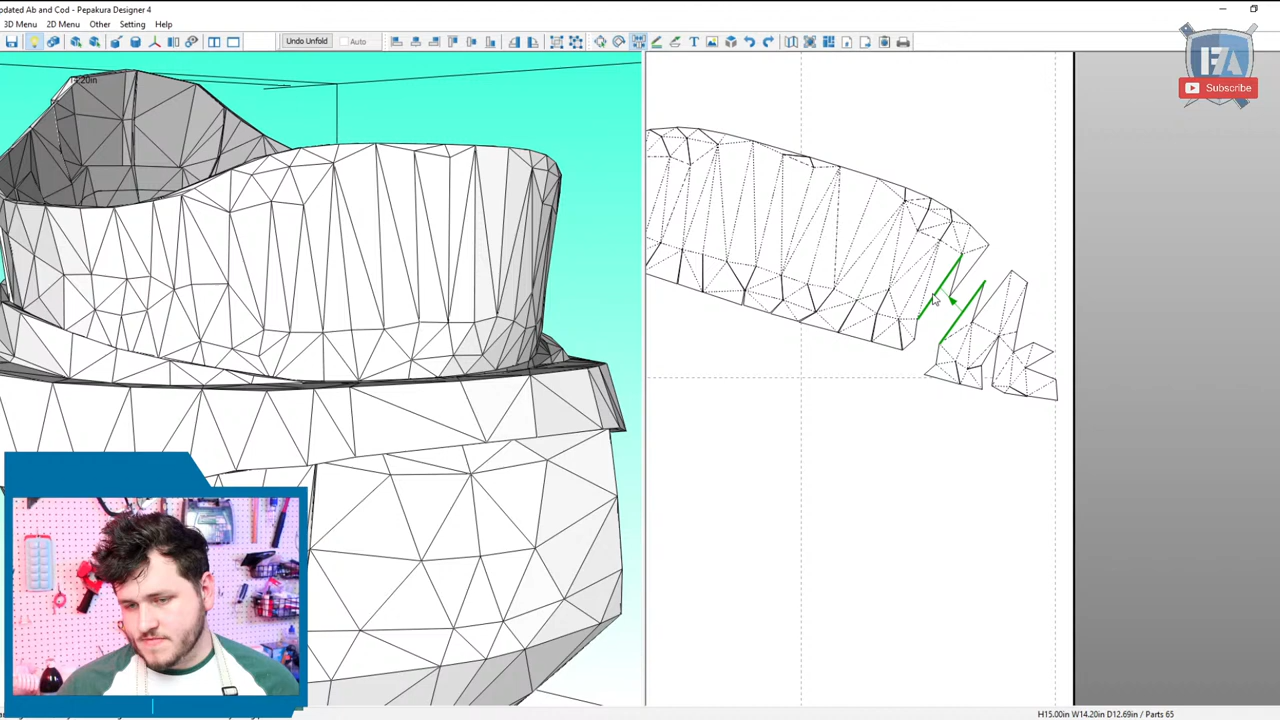 pdated Ab and Cod - Pepakura Designer 4
3D Menu 2D Menu Other Setting Help
Undo Unfold Auto
Subscribe
H15.00in W14.20in D12.69in / Parts 65